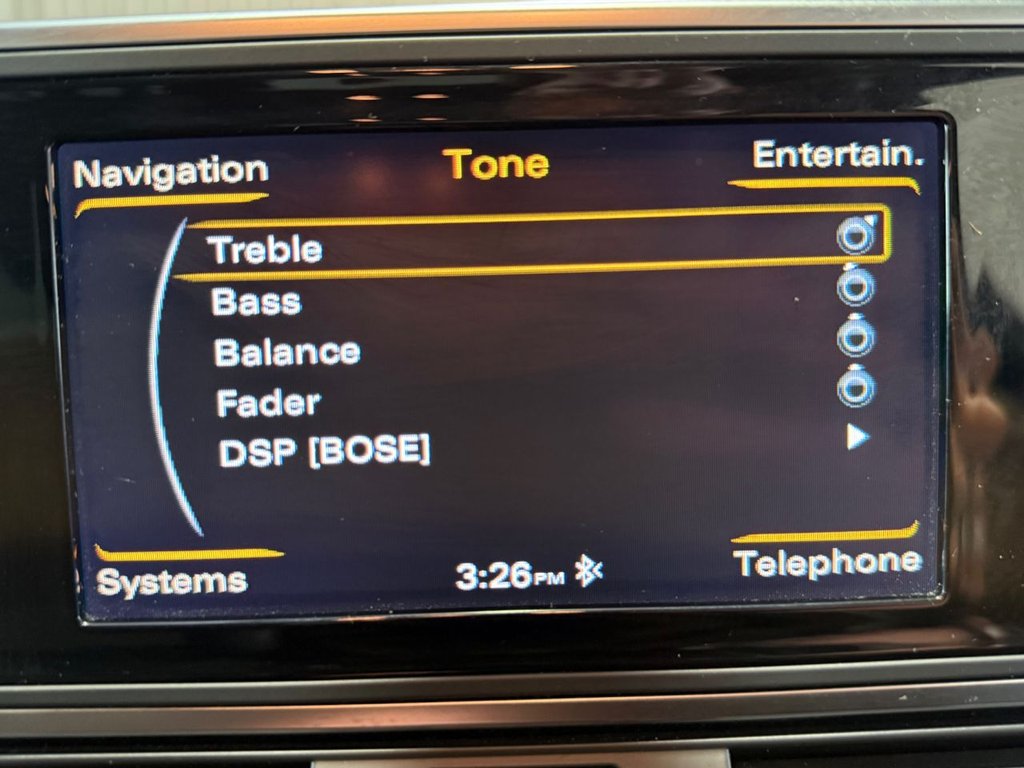 Navigation Tone Entertain.
Treble
Bass
Balance
Fader
DSP [BOSE]
Systems 3:26PM Telephone